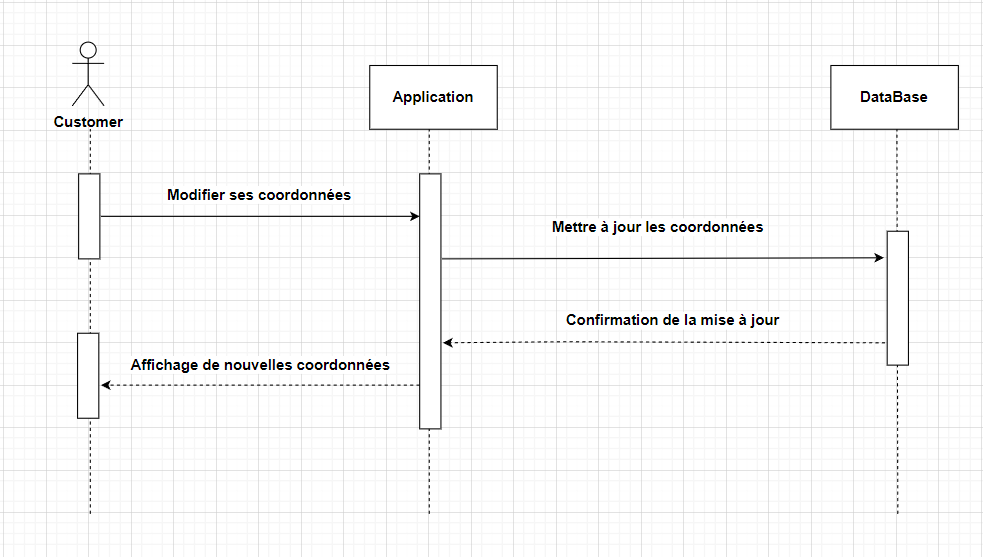 Customer
Application
DataBase
Modifier ses coordonnées
Mettre à jour les coordonnées
Confirmation de la mise à jour
Affichage de nouvelles coordonnées